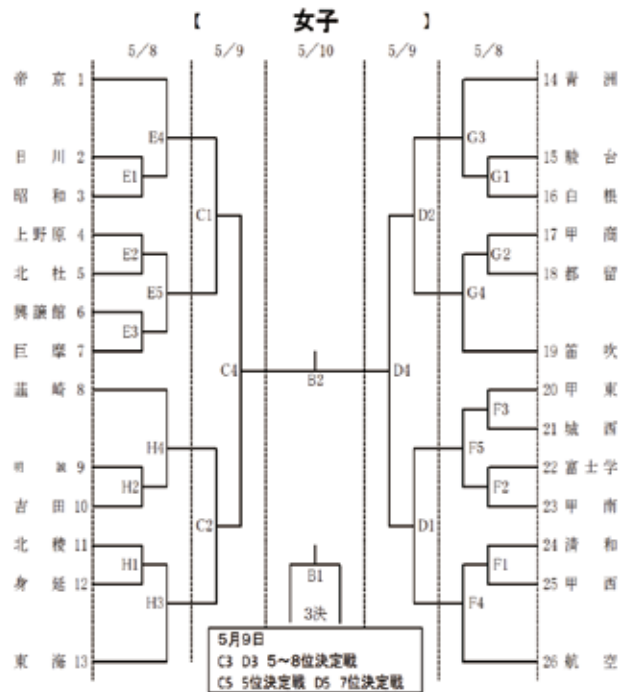 【 女子 】
5/8 5/9 5/10 5/9 5/8
帝京 1
日川 2
昭和 3
上野原 4
北杜 5
興譲館 6
巨摩 7
韮崎 8
明誠 9
吉田 10
北稜 11
身延 12
東海 13
E4
E1
C1
E2
E5
E3
C4
H4
H2
C2
H1
H3
B2
B1
3決
14 青洲
15 駿台
16 白根
17 甲商
18 都留
19 笛吹
20 甲東
21 城西
22 富士学
23 甲南
24 清和
25 甲西
26 航空
G3
G1
D2
G2
G4
D4
F3
F5
F2
D1
F1
F4
5月9日
C3 D3 5〜8位決定戦
C5 5位決定戦 D5 7位決定戦